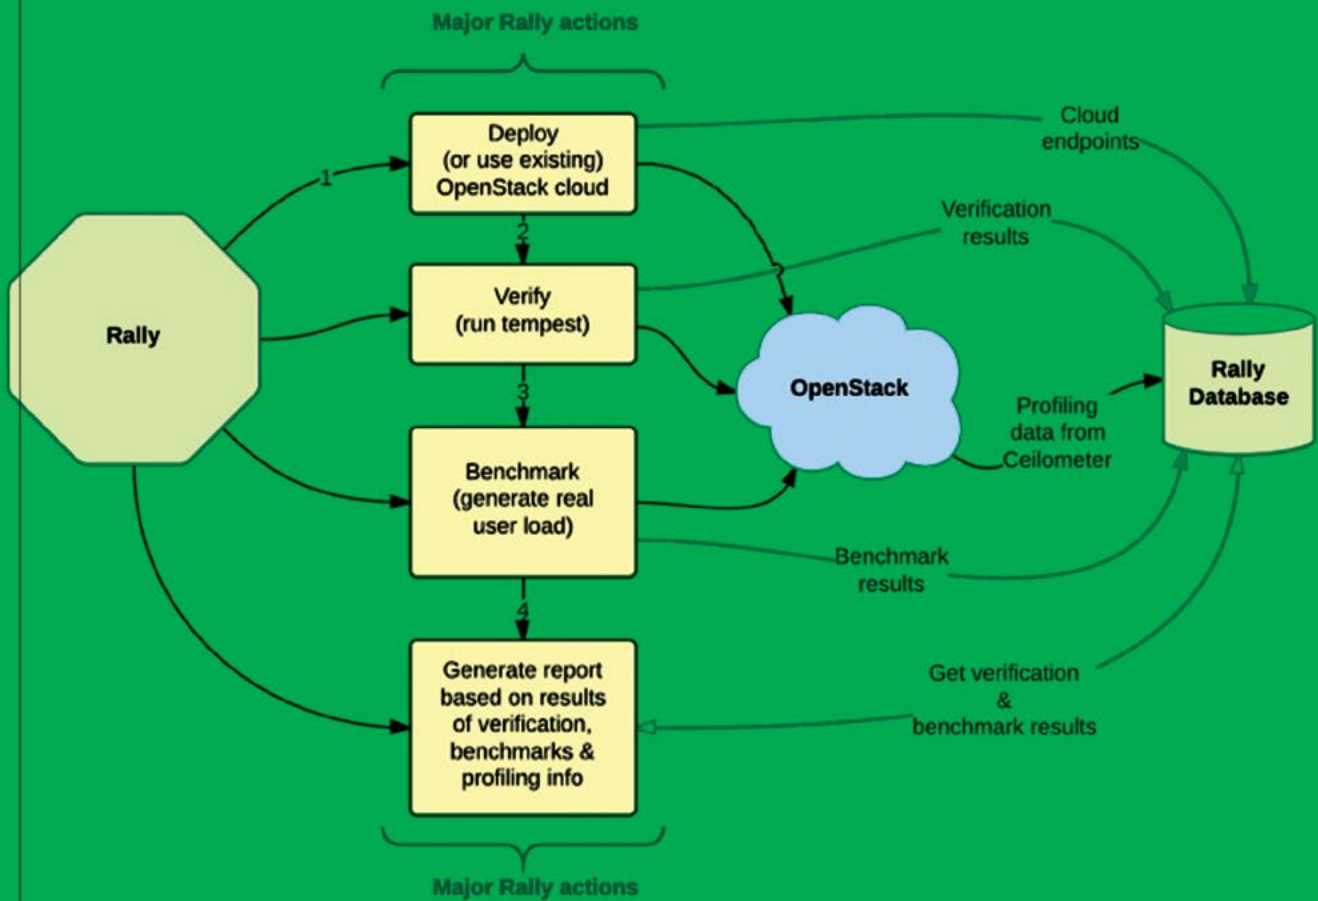 Major Rally actions
Deploy
(or use existing)
OpenStack cloud
Cloud
endpoints
1
2
Verification
results
Verify
(run tempest)
Rally
3
OpenStack
Rally
Database
Profiling
data from
Ceilometer
Benchmark
(generate real
user load)
Benchmark
results
4
Generate report
based on results
of verification,
benchmarks &
profiling info
Get verification
&
benchmark results
Major Rally actions